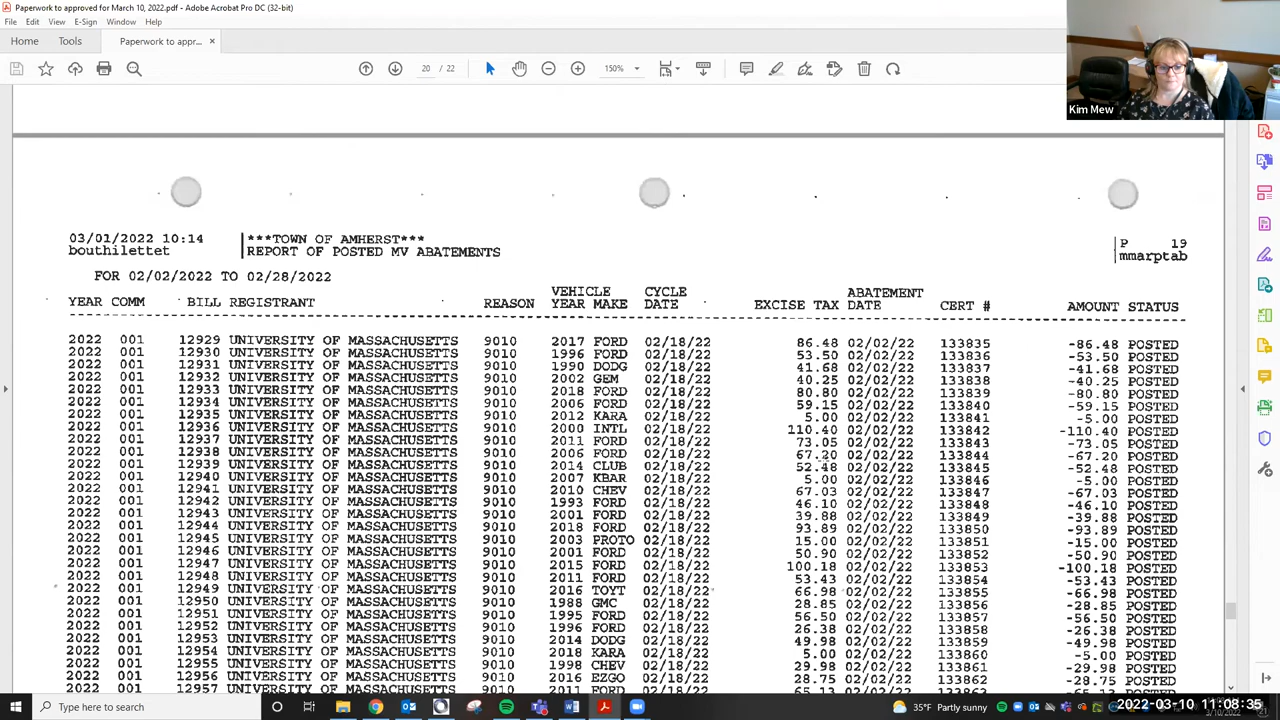 Paperwork to approved for March 10, 2022.pdf - Adobe Acrobat Pro DC (32-bit)
File Edit View E-Sign Window Help
Home Tools Paperwork to appr... ×
20 / 22 150%
Kim Mew
03/01/2022 10:14 ***TOWN OF AMHERST*** P 19
bouthilettet REPORT OF POSTED MV ABATEMENTS mmarptab
FOR 02/02/2022 TO 02/28/2022
VEHICLE CYCLE ABATEMENT
YEAR COMM BILL REGISTRANT REASON YEAR MAKE DATE EXCISE TAX DATE CERT # AMOUNT STATUS
2022 001 12929 UNIVERSITY OF MASSACHUSETTS 9010 2017 FORD 02/18/22 86.48 02/02/22 133835 -86.48 POSTED
2022 001 12930 UNIVERSITY OF MASSACHUSETTS 9010 1996 FORD 02/18/22 53.50 02/02/22 133836 -53.50 POSTED
2022 001 12931 UNIVERSITY OF MASSACHUSETTS 9010 1990 DODG 02/18/22 41.68 02/02/22 133837 -41.68 POSTED
2022 001 12932 UNIVERSITY OF MASSACHUSETTS 9010 2002 GEM 02/18/22 40.25 02/02/22 133838 -40.25 POSTED
2022 001 12933 UNIVERSITY OF MASSACHUSETTS 9010 2018 FORD 02/18/22 80.80 02/02/22 133839 -80.80 POSTED
2022 001 12934 UNIVERSITY OF MASSACHUSETTS 9010 2006 FORD 02/18/22 59.15 02/02/22 133840 -59.15 POSTED
2022 001 12935 UNIVERSITY OF MASSACHUSETTS 9010 2012 KARA 02/18/22 5.00 02/02/22 133841 -5.00 POSTED
2022 001 12936 UNIVERSITY OF MASSACHUSETTS 9010 2000 INTL 02/18/22 110.40 02/02/22 133842 -110.40 POSTED
2022 001 12937 UNIVERSITY OF MASSACHUSETTS 9010 2011 FORD 02/18/22 73.05 02/02/22 133843 -73.05 POSTED
2022 001 12938 UNIVERSITY OF MASSACHUSETTS 9010 2006 FORD 02/18/22 67.20 02/02/22 133844 -67.20 POSTED
2022 001 12939 UNIVERSITY OF MASSACHUSETTS 9010 2014 CLUB 02/18/22 52.48 02/02/22 133845 -52.48 POSTED
2022 001 12940 UNIVERSITY OF MASSACHUSETTS 9010 2007 KBAR 02/18/22 5.00 02/02/22 133846 -5.00 POSTED
2022 001 12941 UNIVERSITY OF MASSACHUSETTS 9010 2010 CHEV 02/18/22 67.03 02/02/22 133847 -67.03 POSTED
2022 001 12942 UNIVERSITY OF MASSACHUSETTS 9010 1993 FORD 02/18/22 46.10 02/02/22 133848 -46.10 POSTED
2022 001 12943 UNIVERSITY OF MASSACHUSETTS 9010 2001 FORD 02/18/22 39.88 02/02/22 133849 -39.88 POSTED
2022 001 12944 UNIVERSITY OF MASSACHUSETTS 9010 2018 FORD 02/18/22 93.89 02/02/22 133850 -93.89 POSTED
2022 001 12945 UNIVERSITY OF MASSACHUSETTS 9010 2003 PROTO 02/18/22 15.00 02/02/22 133851 -15.00 POSTED
2022 001 12946 UNIVERSITY OF MASSACHUSETTS 9010 2001 FORD 02/18/22 50.90 02/02/22 133852 -50.90 POSTED
2022 001 12947 UNIVERSITY OF MASSACHUSETTS 9010 2015 FORD 02/18/22 100.18 02/02/22 133853 -100.18 POSTED
2022 001 12948 UNIVERSITY OF MASSACHUSETTS 9010 2011 FORD 02/18/22 53.43 02/02/22 133854 -53.43 POSTED
2022 001 12949 UNIVERSITY OF MASSACHUSETTS 9010 2016 TOYT 02/18/22 66.98 02/02/22 133855 -66.98 POSTED
2022 001 12950 UNIVERSITY OF MASSACHUSETTS 9010 1988 GMC 02/18/22 28.85 02/02/22 133856 -28.85 POSTED
2022 001 12951 UNIVERSITY OF MASSACHUSETTS 9010 1995 FORD 02/18/22 56.50 02/02/22 133857 -56.50 POSTED
2022 001 12952 UNIVERSITY OF MASSACHUSETTS 9010 1996 FORD 02/18/22 26.38 02/02/22 133858 -26.38 POSTED
2022 001 12953 UNIVERSITY OF MASSACHUSETTS 9010 2014 DODG 02/18/22 49.98 02/02/22 133859 -49.98 POSTED
2022 001 12954 UNIVERSITY OF MASSACHUSETTS 9010 2018 KARA 02/18/22 5.00 02/02/22 133860 -5.00 POSTED
2022 001 12955 UNIVERSITY OF MASSACHUSETTS 9010 1998 CHEV 02/18/22 29.98 02/02/22 133861 -29.98 POSTED
2022 001 12956 UNIVERSITY OF MASSACHUSETTS 9010 2016 EZGO 02/18/22 28.75 02/02/22 133862 -28.75 POSTED
2022 001 12957 UNIVERSITY OF MASSACHUSETTS 9010 2011 FORD 02/18/22 65.13 02/02/22 133863 -65.13 POSTED
Type here to search 35°F Partly sunny 2022-03-10 11:08:35